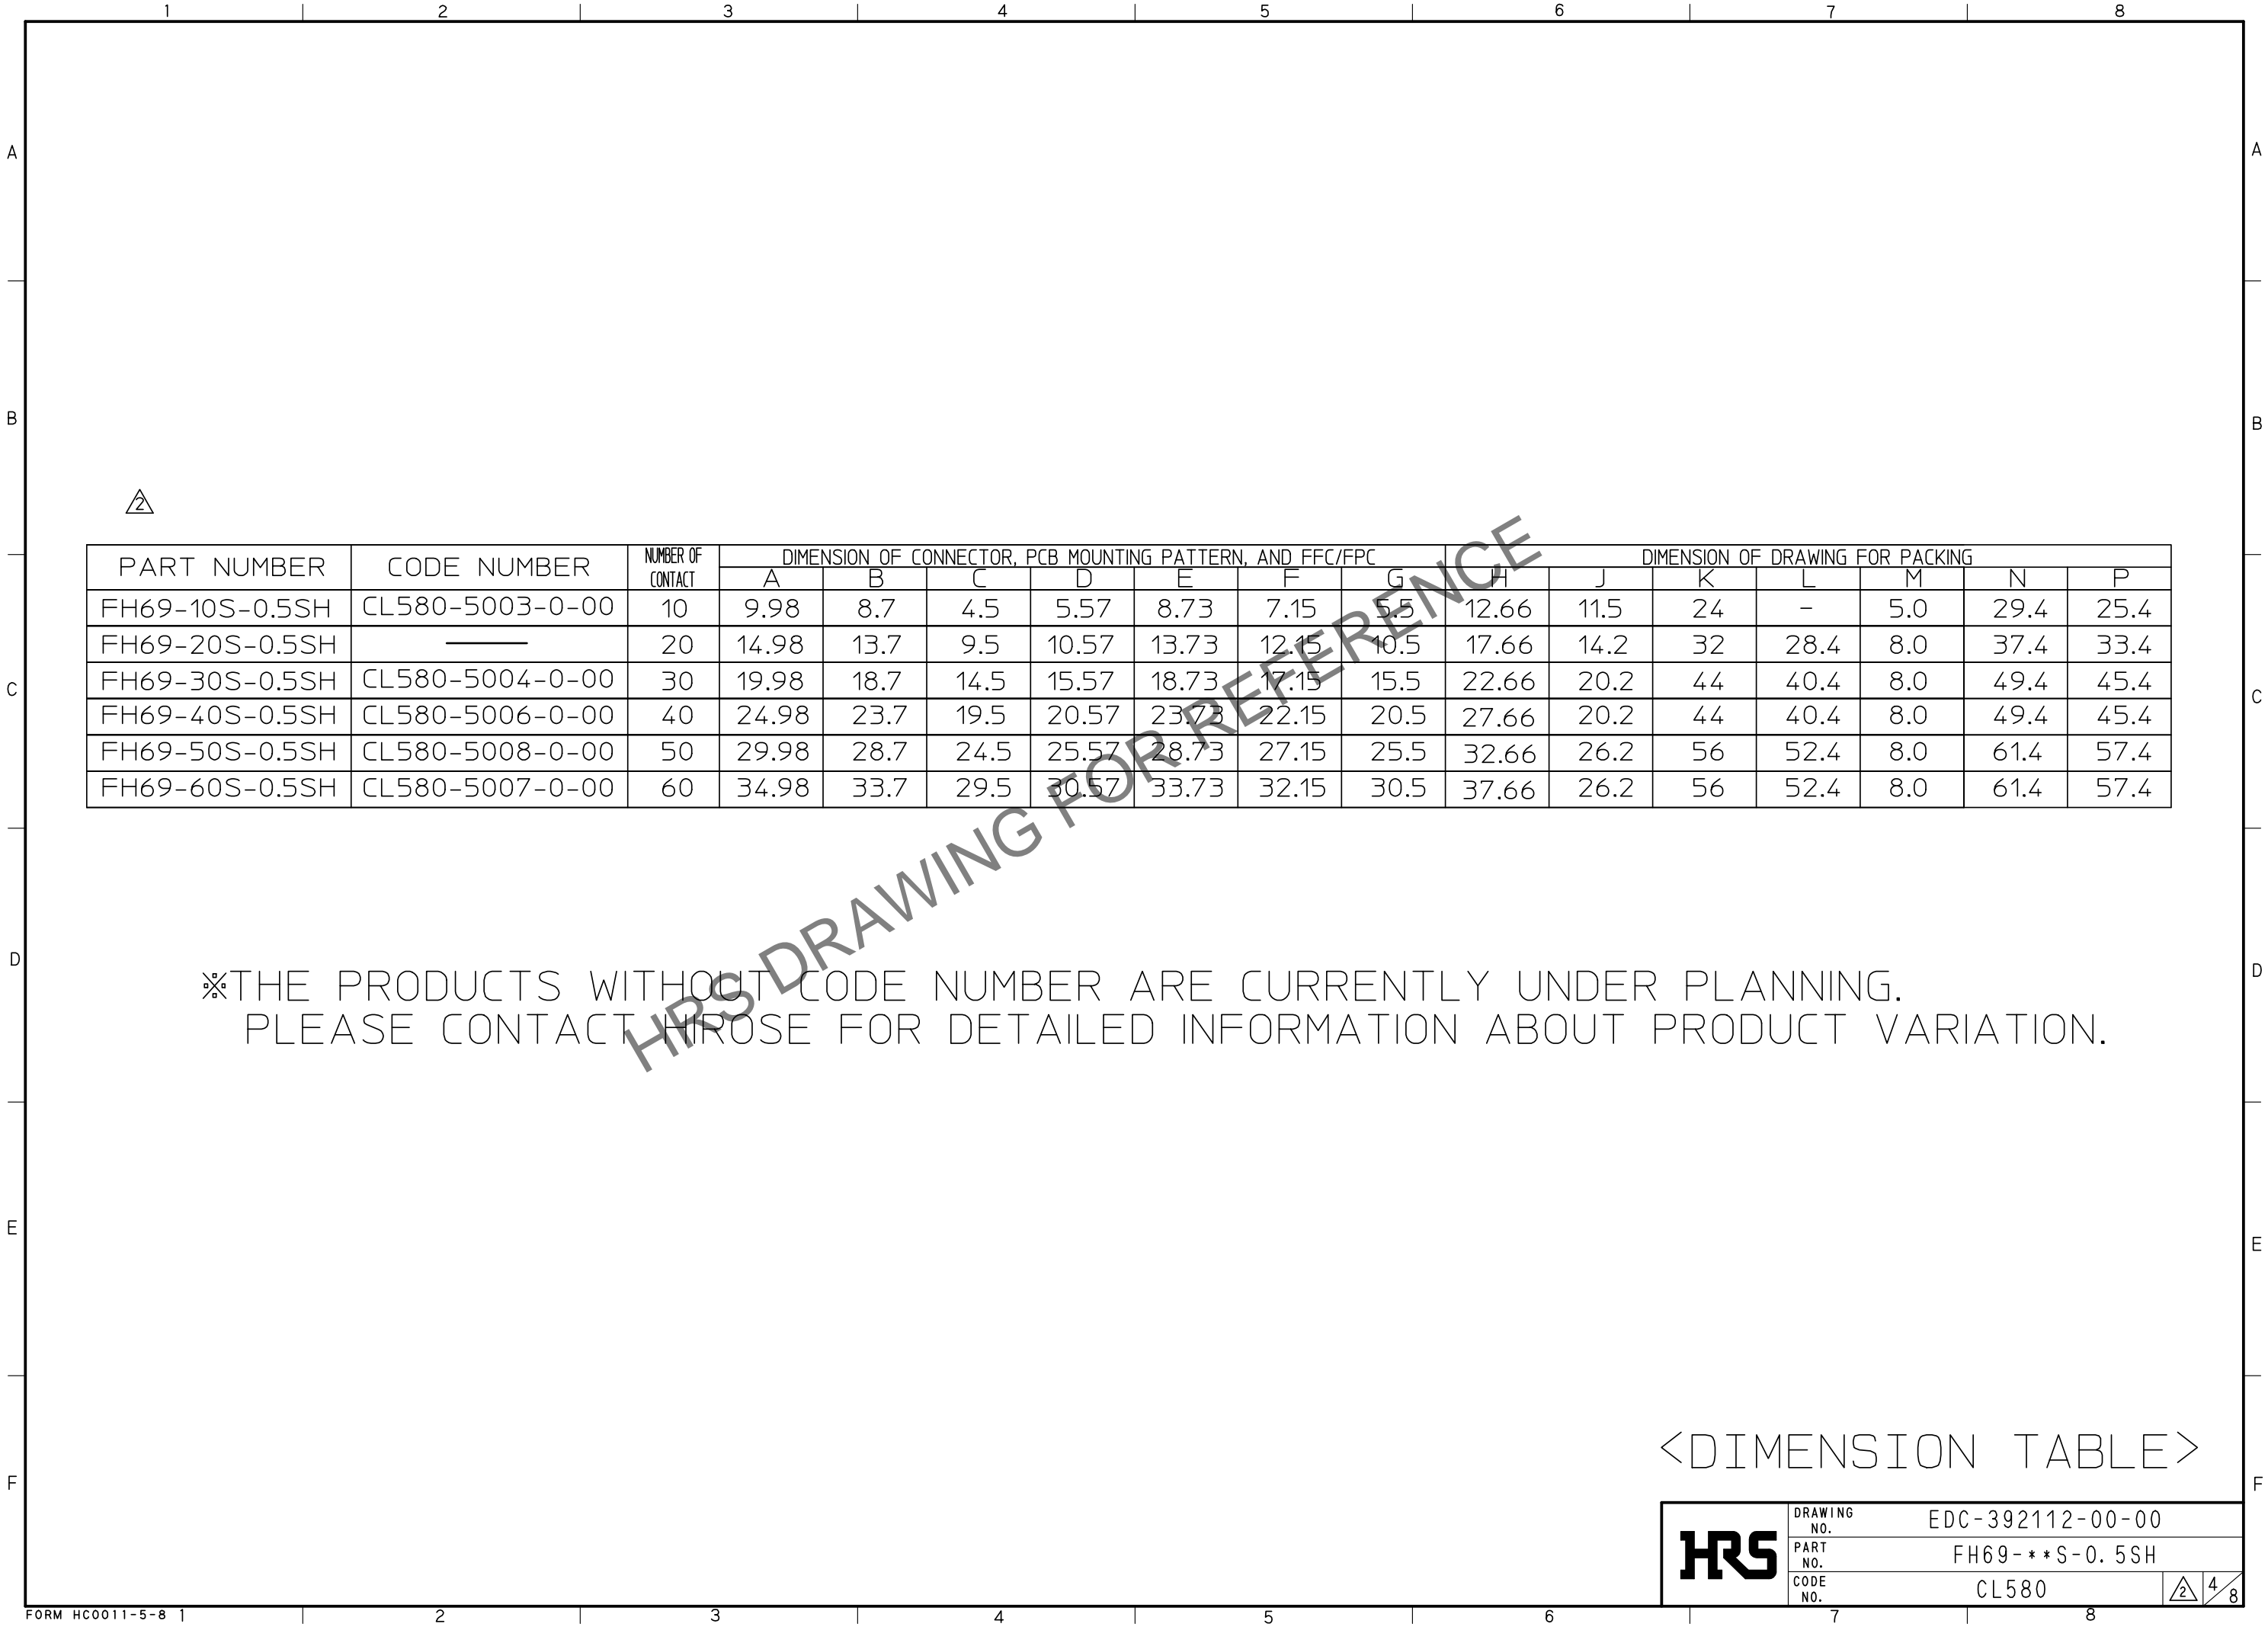 1 2 3 4 5 6 7 8
A A
B B
2
PART NUMBER CODE NUMBER NUMBER OF CONTACT DIMENSION OF CONNECTOR, PCB MOUNTING PATTERN, AND FFC/FPC DIMENSION OF DRAWING FOR PACKING
A B C D E F G H J K L M N P
FH69-10S-0.5SH CL580-5003-0-00 10 9.98 8.7 4.5 5.57 8.73 7.15 5.5 12.66 11.5 24 - 5.0 29.4 25.4
FH69-20S-0.5SH ——— 20 14.98 13.7 9.5 10.57 13.73 12.15 10.5 17.66 14.2 32 28.4 8.0 37.4 33.4
FH69-30S-0.5SH CL580-5004-0-00 30 19.98 18.7 14.5 15.57 18.73 17.15 15.5 22.66 20.2 44 40.4 8.0 49.4 45.4
C C
FH69-40S-0.5SH CL580-5006-0-00 40 24.98 23.7 19.5 20.57 23.73 22.15 20.5 27.66 20.2 44 40.4 8.0 49.4 45.4
FH69-50S-0.5SH CL580-5008-0-00 50 29.98 28.7 24.5 25.57 28.73 27.15 25.5 32.66 26.2 56 52.4 8.0 61.4 57.4
FH69-60S-0.5SH CL580-5007-0-00 60 34.98 33.7 29.5 30.57 33.73 32.15 30.5 37.66 26.2 56 52.4 8.0 61.4 57.4
HRS DRAWING FOR REFERENCE
D D
※THE PRODUCTS WITHOUT CODE NUMBER ARE CURRENTLY UNDER PLANNING.
PLEASE CONTACT HIROSE FOR DETAILED INFORMATION ABOUT PRODUCT VARIATION.
E E
<DIMENSION TABLE>
F F
HRS
DRAWING NO. EDC-392112-00-00
PART NO. FH69-**S-0.5SH
CODE NO. CL580 2 4/8
FORM HC0011-5-8 1 2 3 4 5 6 7 8